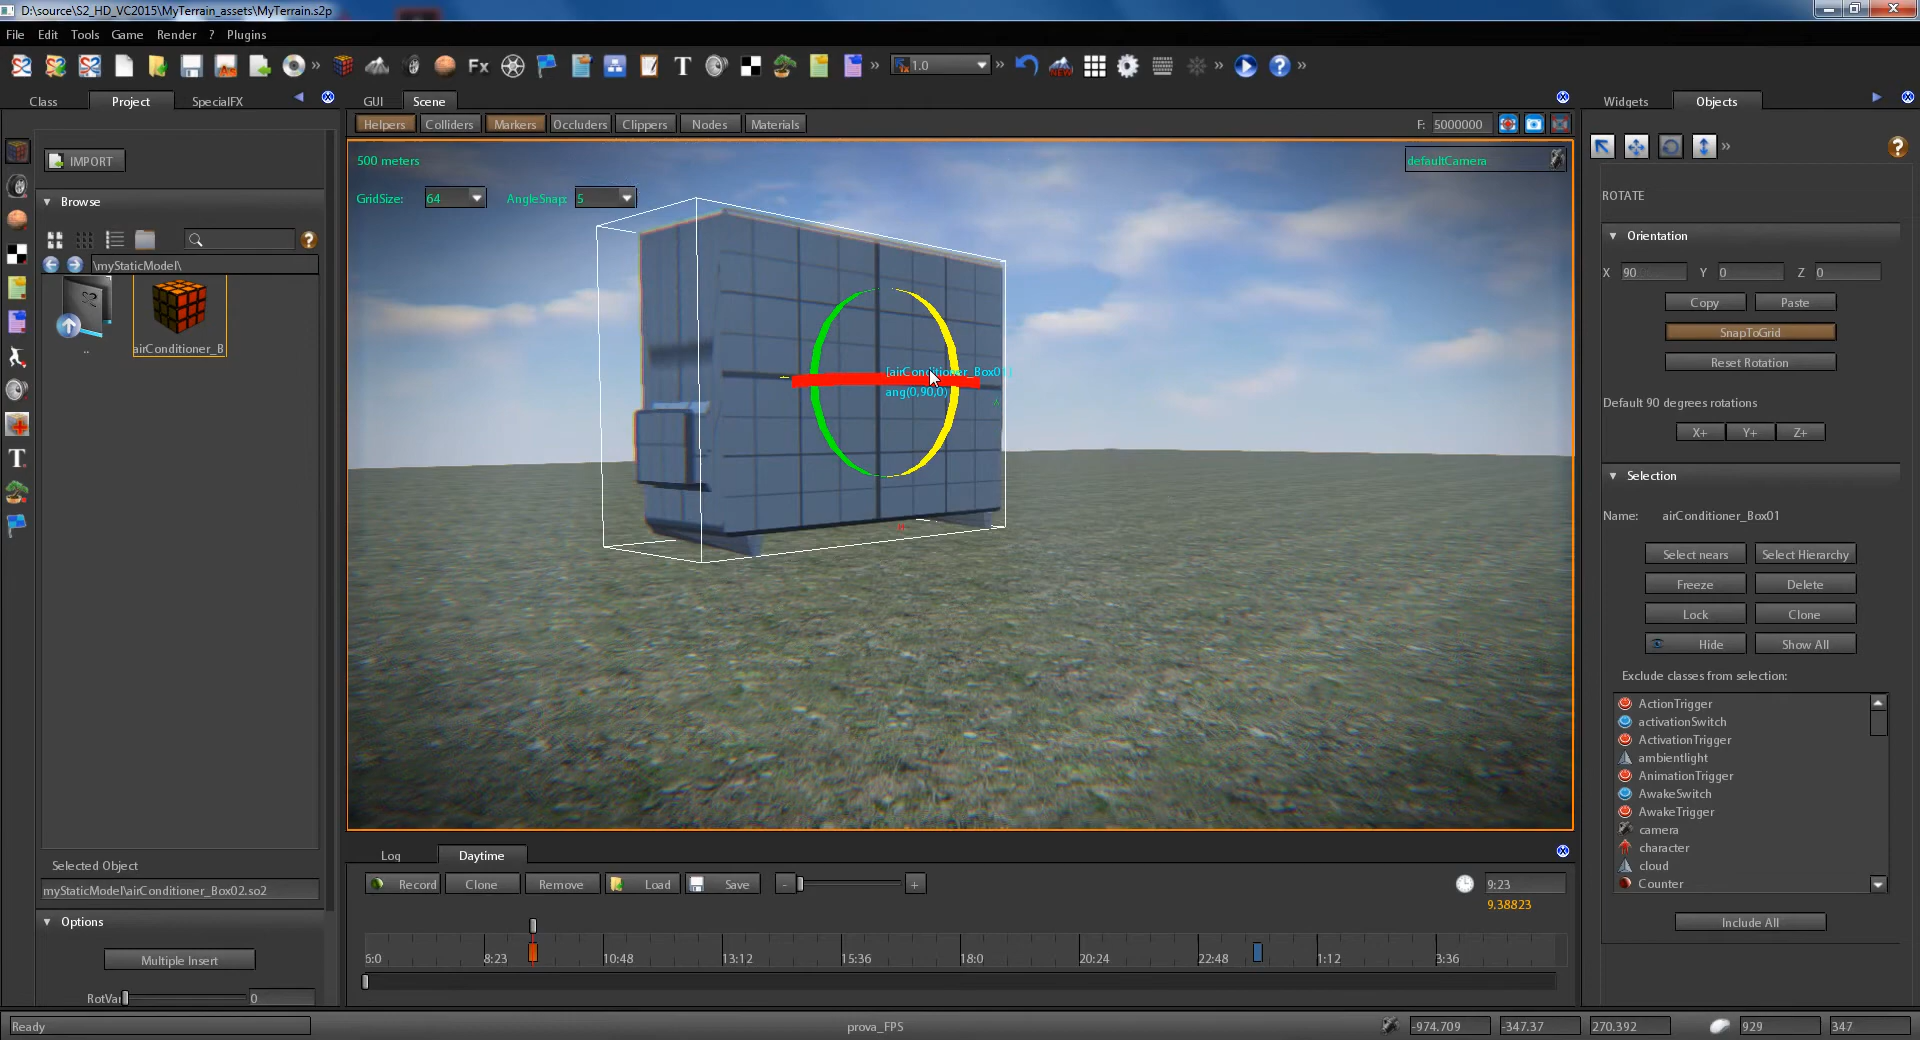 D:\source\S2_HD_VC2015\MyTerrain_assets\MyTerrain.s2p
File Edit Tools Game Render ? Plugins
Fx T 1.0 NEW
Class Project SpecialFX
GUI Scene
Widgets Objects
Helpers Colliders Markers Occluders Clippers Nodes Materials
F: 5000000
IMPORT
500 meters
defaultCamera
Browse
GridSize: 64 AngleSnap: 5
ROTATE
Orientation
\myStaticModel\
X 90 Y 0 Z 0
Copy Paste
SnapToGrid
..
airConditioner_B
Reset Rotation
[airConditioner_Box01]
ang(0,90,0)
Default 90 degrees rotations
X+ Y+ Z+
Selection
Name: airConditioner_Box01
Select nears Select Hierarchy
Freeze Delete
Lock Clone
Hide Show All
Exclude classes from selection:
ActionTrigger
activationSwitch
ActivationTrigger
ambientlight
AnimationTrigger
AwakeSwitch
AwakeTrigger
camera
character
cloud
Counter
Include All
Selected Object
myStaticModel\airConditioner_Box02.so2
Options
Multiple Insert
RotVar 0
Log Daytime
Record Clone Remove Load Save - +
9:23
9.38823
6:0 8:23 10:48 13:12 15:36 18:0 20:24 22:48 1:12 3:36
Ready
prova_FPS
-974.709 -347.37 270.392 929 347